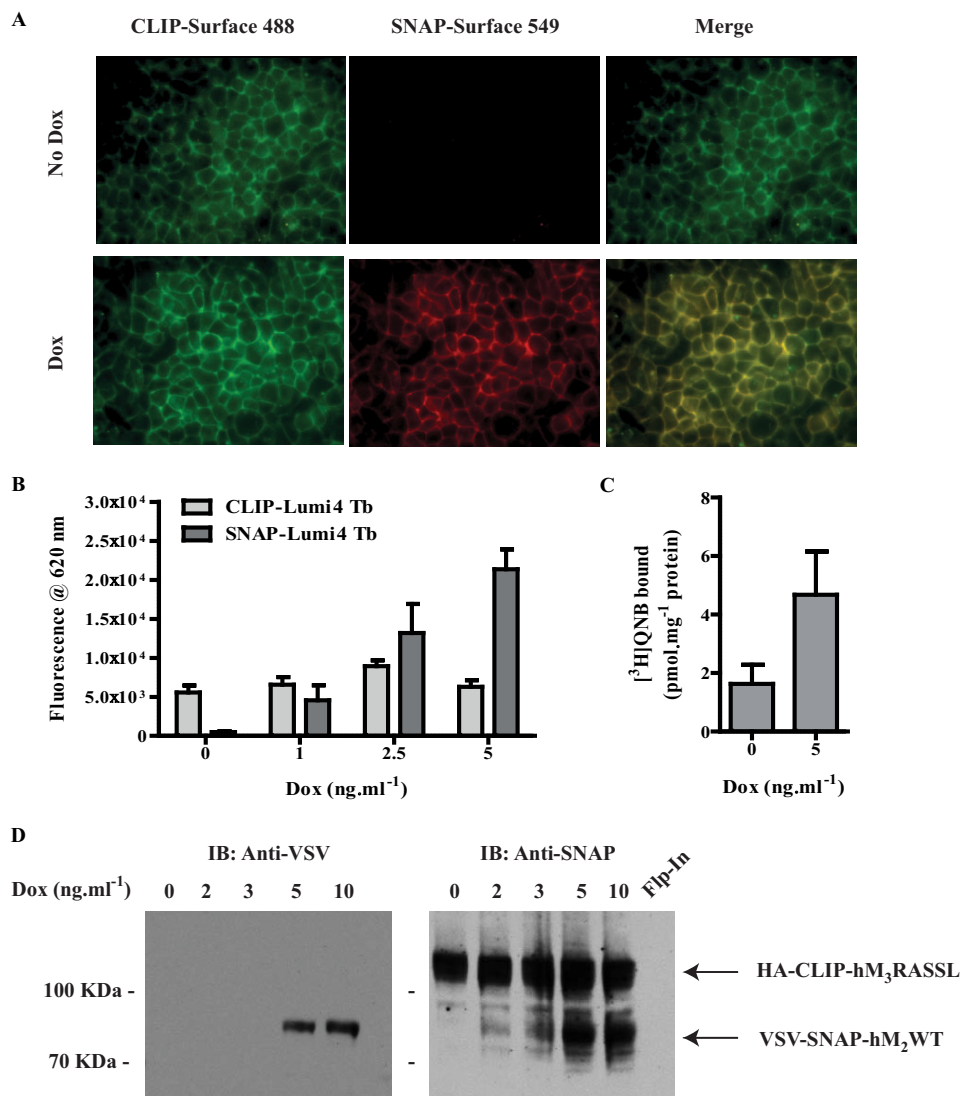 A
CLIP-Surface 488 SNAP-Surface 549 Merge
No Dox
Dox
B
3.0x10⁴
2.5x10⁴
2.0x10⁴
1.5x10⁴
1.0x10⁴
5.0x10³
0
Fluorescence @ 620 nm
CLIP-Lumi4 Tb
SNAP-Lumi4 Tb
0 1 2.5 5
Dox (ng.ml⁻¹)
C
8
6
4
2
0
[³H]QNB bound
(pmol.mg⁻¹ protein)
0 5
Dox (ng.ml⁻¹)
D
IB: Anti-VSV IB: Anti-SNAP
Dox (ng.ml⁻¹) 0 2 3 5 10 0 2 3 5 10 Flp-In
HA-CLIP-hM₃RASSL
100 KDa - -
VSV-SNAP-hM₂WT
70 KDa - -